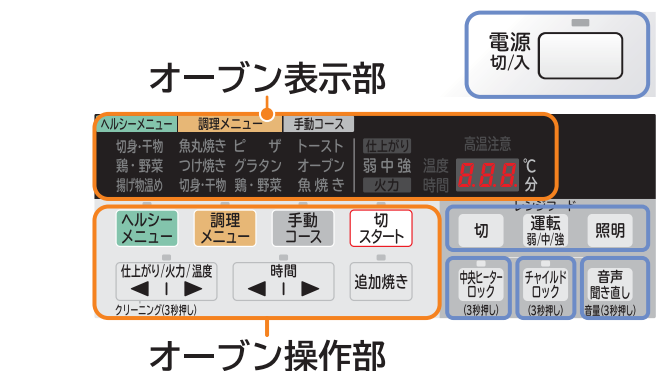 電源
切/入
オーブン表示部
ヘルシーメニュー 調理メニュー 手動コース
切身・干物 魚丸焼き ピザ トースト 仕上がり 高温注意
鶏・野菜 つけ焼き グラタン オーブン 弱 中 強 温度 8.8.8 ℃
揚げ物温め 切身・干物 鶏・野菜 魚焼き 火力 時間 分
レンジフード
ヘルシー
メニュー
調理
メニュー
手動
コース
切
スタート
切
運転
弱/中/強
照明
仕上がり/火力/温度
◀ | ▶
クリーニング(3秒押し)
時間
◀ | ▶
追加焼き
中央ヒーター
ロック
(3秒押し)
チャイルド
ロック
(3秒押し)
音声
聞き直し
音量(3秒押し)
オーブン操作部